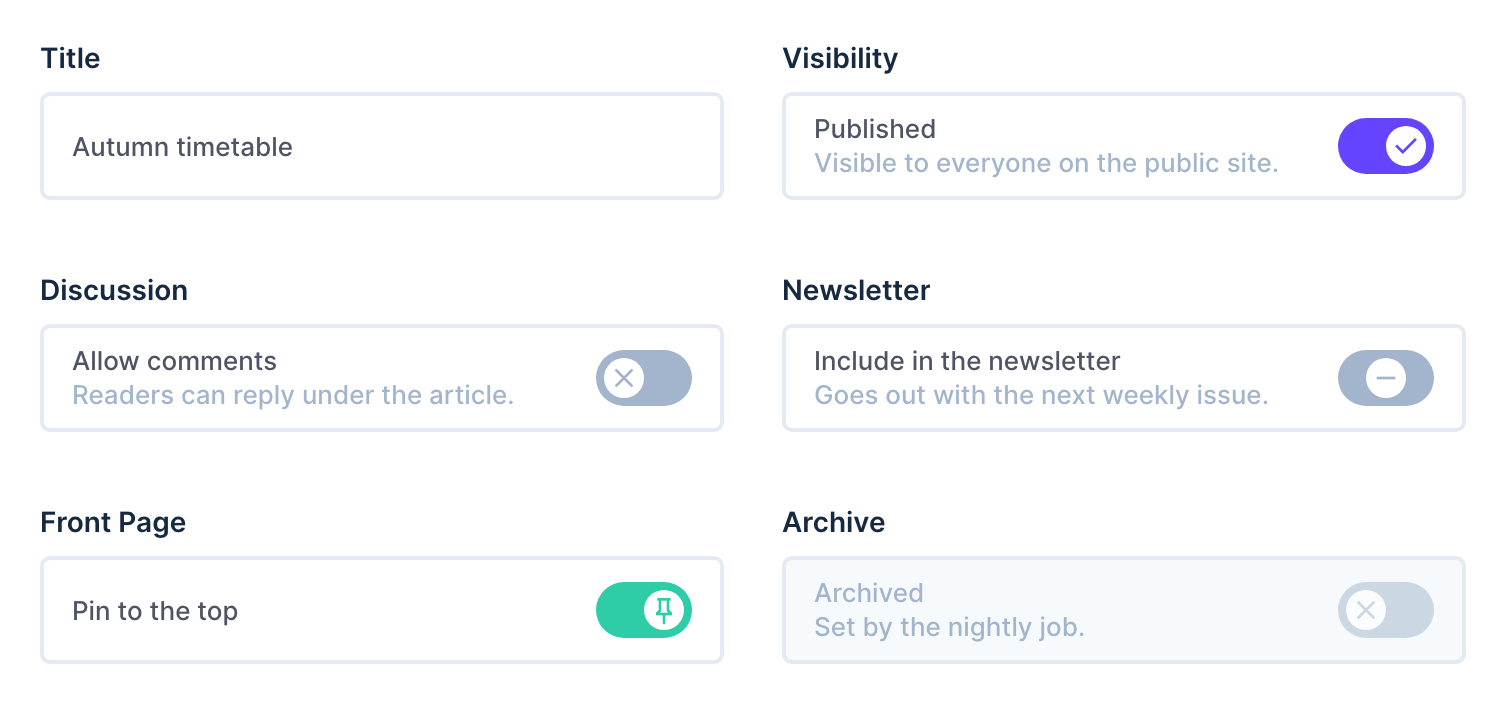 Title
Autumn timetable
Visibility
Published
Visible to everyone on the public site.
Discussion
Allow comments
Readers can reply under the article.
Newsletter
Include in the newsletter
Goes out with the next weekly issue.
Front Page
Pin to the top
Archive
Archived
Set by the nightly job.